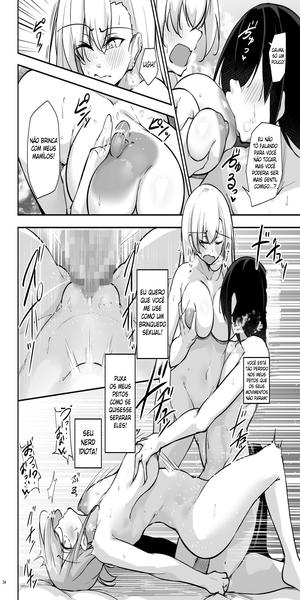 CALMA,
SÓ UM
POUCO!
UGH!
EU NÃO
TÔ FALANDO
PARA VOCÊ
NÃO TOCAR,
MAS VOCÊ
PODERIA SER
MAIS GENTIL
COMIGO...?
NÃO BRINCA
COM MEUS
MAMILOS!
EU QUERO
QUE VOCÊ
ME USE
COMO UM
BRINQUEDO
SEXUAL!
VOCÊ ESTÁ
TÃO PERDIDO
NOS MEUS
PEITOS QUE OS
SEUS
MOVIMENTOS
NÃO PARAM!
PUXA
OS MEUS
PEITOS
COMO SE
QUISESSE
SEPARAR
ELES!
SEU
NERD
IDIOTA!